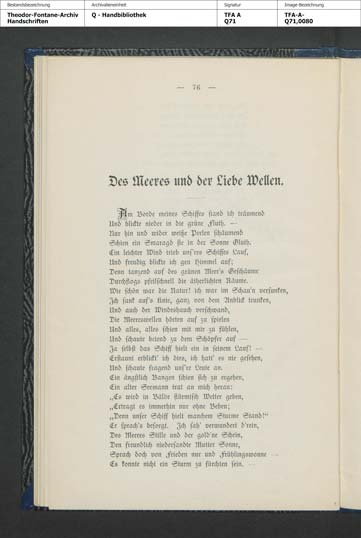 Bestandsbezeichnung
Archivalieneinheit
Signatur
Image Bezeichnung
Theodor-Fontane-Archiv
Handschriften
Q - Handbibliothek
TFA A
Q71
TFA-A-
Q71,0080
— 76 —
Des Meeres und der Liebe Wellen.
Am Borde meines Schiffes stand ich träumend
Und blickte nieder in die grüne Fluth. —
Nur hin und wider weiße Perlen schäumend
Schien ein Smaragd sie in der Sonne Gluth.
Ein leichter Wind trieb uns'res Schiffes Lauf,
Und freudig blickte ich gen Himmel auf;
Denn tanzend auf des grünen Meer's Geschäume
Durchflogs pfeilschnell die ätherischen Räume.
Wie schön war die Natur! ich war im Schau'n versunken,
Ich sank auf's Knie, ganz von dem Anblick trunken,
Und auch der Windeshauch verschwand,
Die Meereswellen hörten auf zu spielen
Und alles, alles schien mit mir zu fühlen,
Und schaute betend zu dem Schöpfer auf —
Ja selbst das Schiff hielt ein in seinem Lauf! —
Erstaunt erblickt' ich dies, ich hatt' es nie gesehen,
Und schaute fragend uns're Leute an.
Ein ängstlich Bangen schien sich zu ergehen,
Ein alter Seemann trat an mich heran:
„Es wird in Bälde stürmisch Wetter geben,
„Ertragt es immerhin nur ohne Beben;
„Denn unser Schiff hielt manchem Sturme Stand!“
Er sprach's besorgt. Ich sah' verwundert d'rein,
Des Meeres Stille und der gold'ne Schein,
Den freundlich niedersandte Mutter Sonne,
Sprach doch von Frieden nur und Frühlingswonne —
Es konnte nicht ein Sturm zu fürchten sein. —